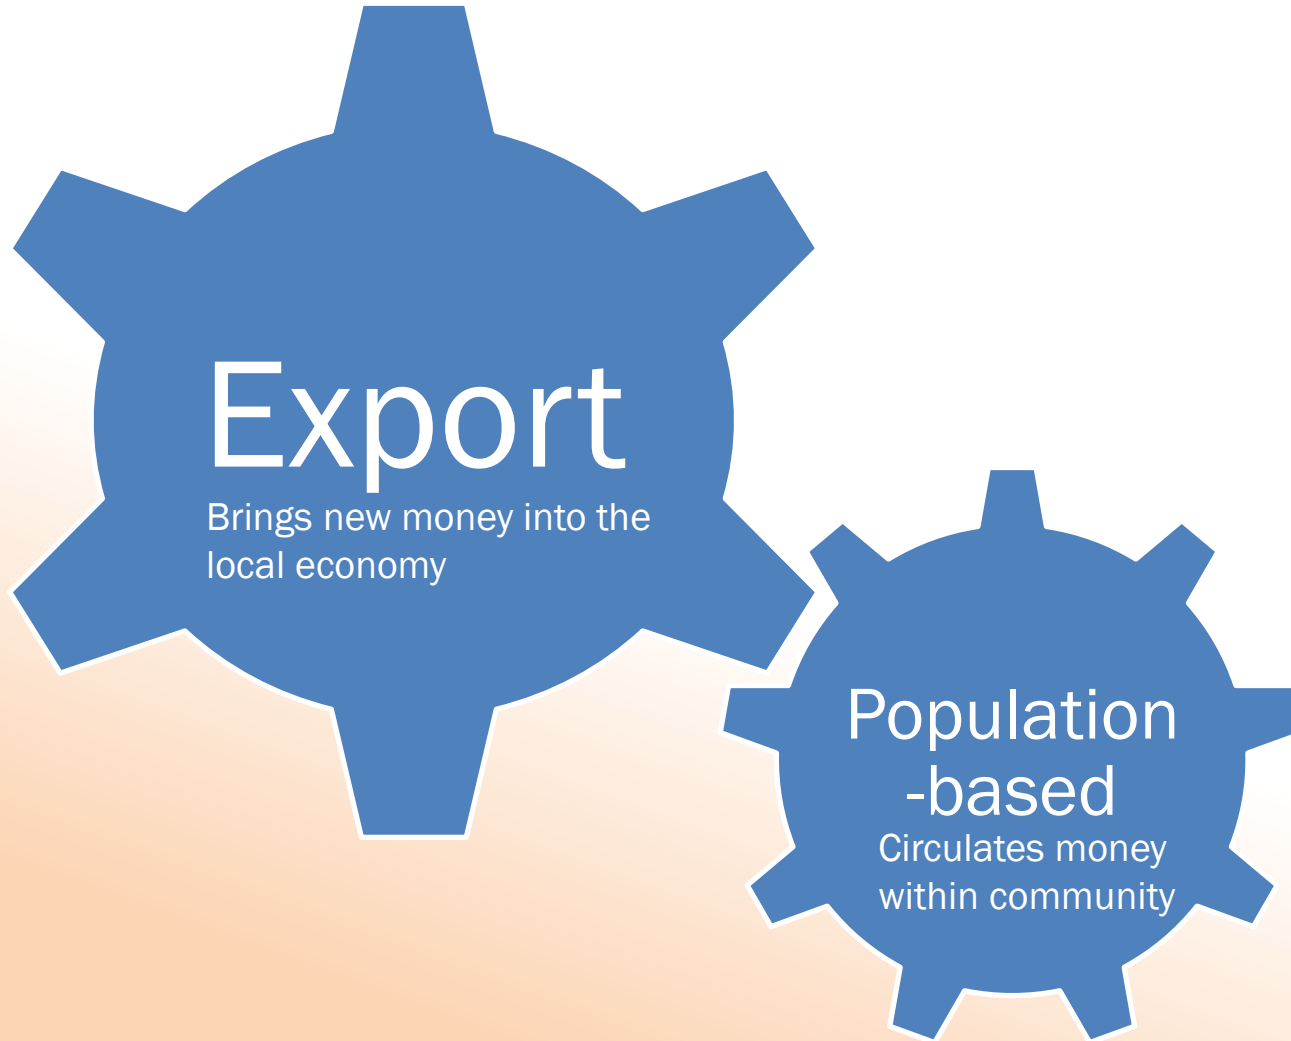 Export
Brings new money into the
local economy
Population
-based
Circulates money
within community